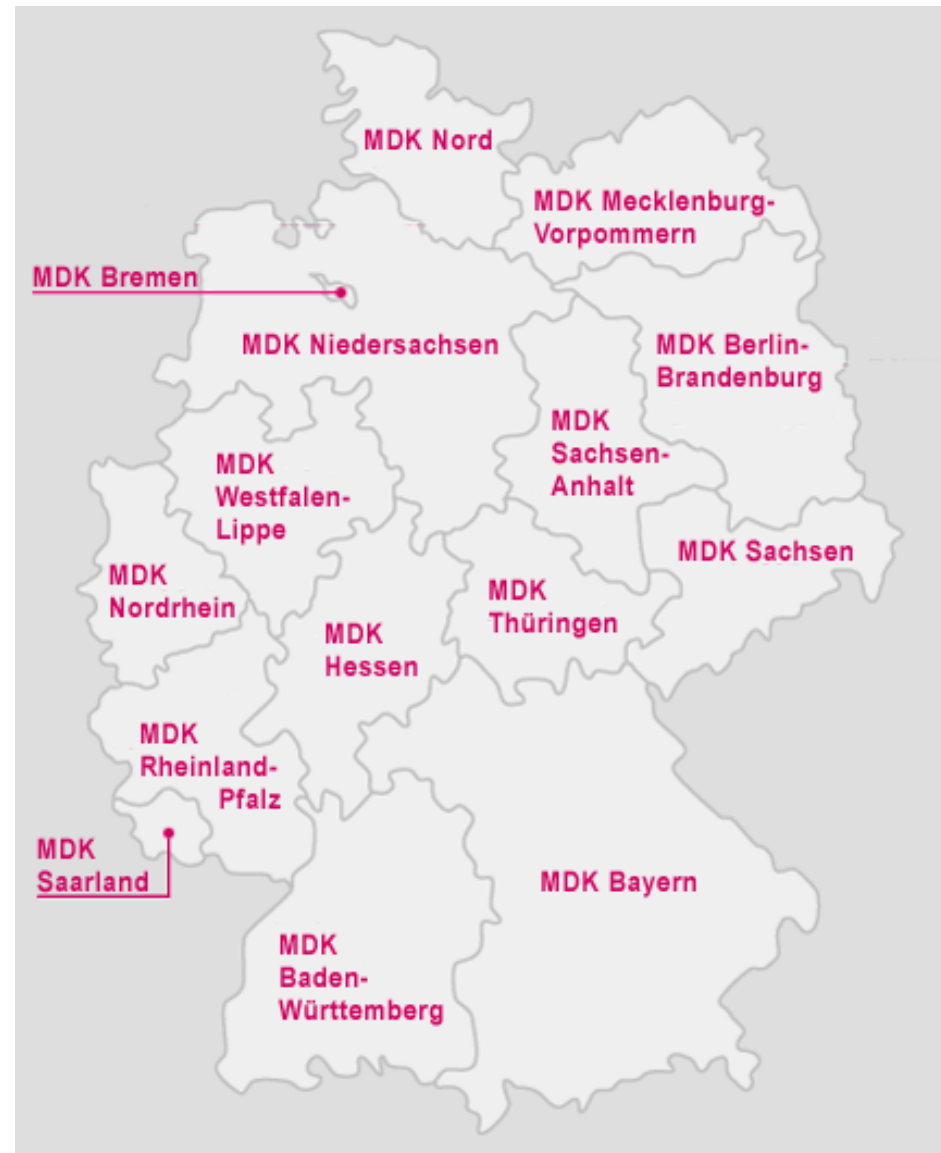 MDK Nord
MDK Mecklenburg-
Vorpommern
MDK Bremen
MDK Niedersachsen
MDK Berlin-
Brandenburg
MDK
Sachsen-
Anhalt
MDK
Westfalen-
Lippe
MDK Sachsen
MDK
Nordrhein
MDK
Thüringen
MDK
Hessen
MDK
Rheinland-
Pfalz
MDK
Saarland
MDK Bayern
MDK
Baden-
Württemberg